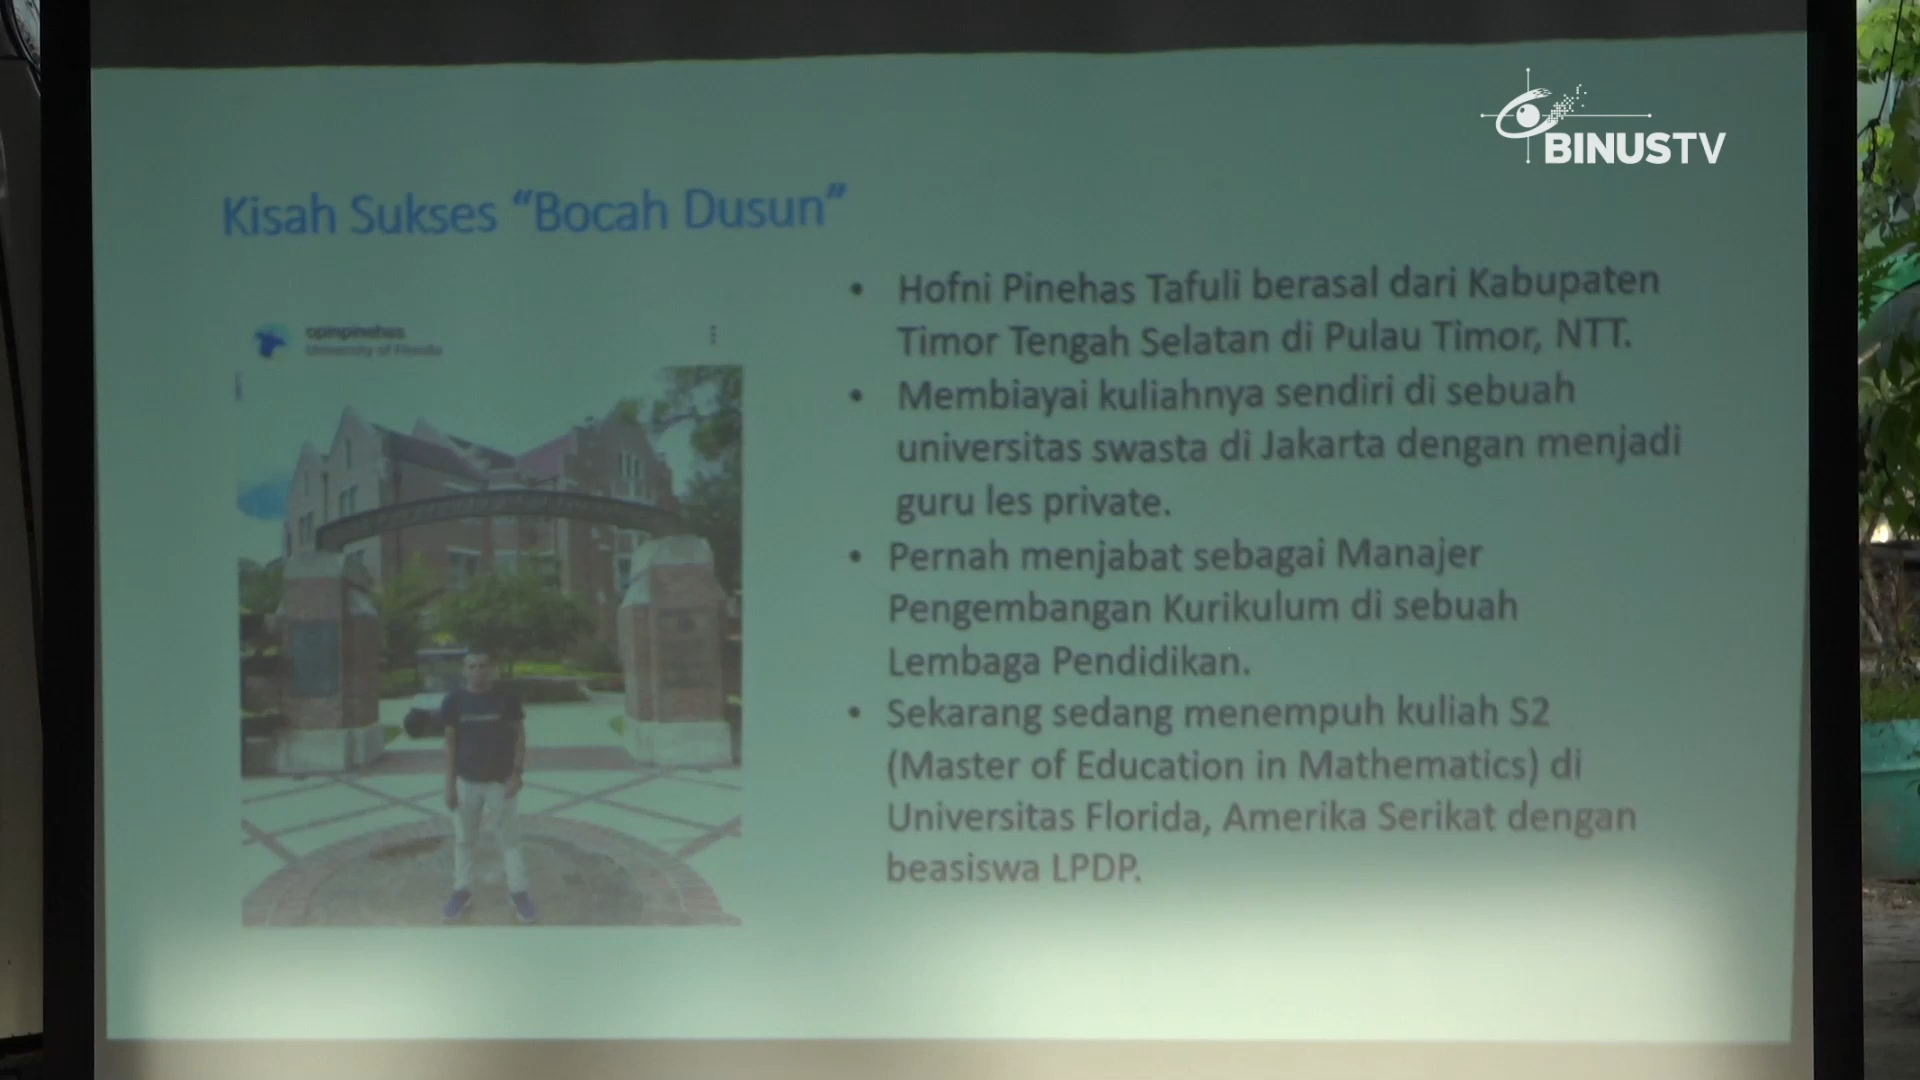 BINUSTV
Kisah Sukses “Bocah Dusun”
opinpinehas
University of Florida
• Hofni Pinehas Tafuli berasal dari Kabupaten
Timor Tengah Selatan di Pulau Timor, NTT.
• Membiayai kuliahnya sendiri di sebuah
universitas swasta di Jakarta dengan menjadi
guru les private.
• Pernah menjabat sebagai Manajer
Pengembangan Kurikulum di sebuah
Lembaga Pendidikan.
• Sekarang sedang menempuh kuliah S2
(Master of Education in Mathematics) di
Universitas Florida, Amerika Serikat dengan
beasiswa LPDP.